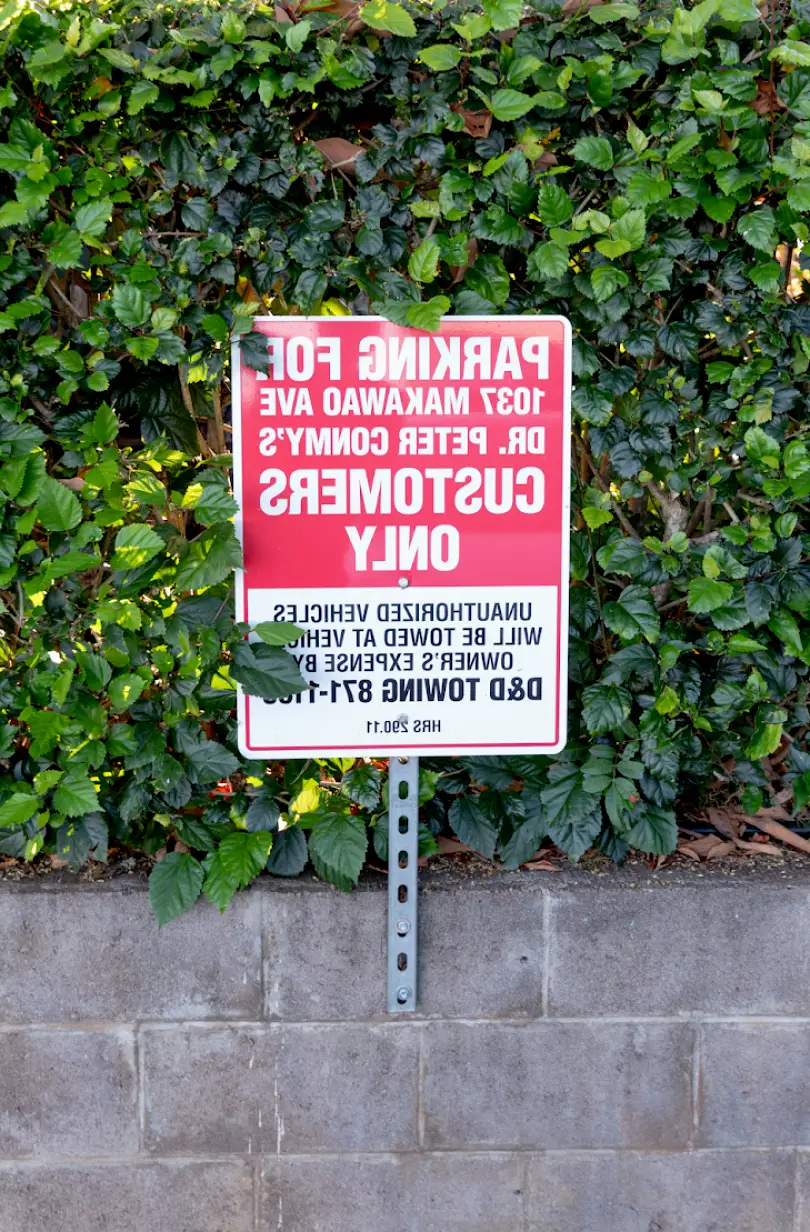 PARKING FOR
1037 MAKAWAO AVE
DR. PETER CONMY'S
CUSTOMERS
ONLY
UNAUTHORIZED VEHICLES
WILL BE TOWED AT VEHICLE
OWNER'S EXPENSE BY
D&D TOWING
HRS 290.11